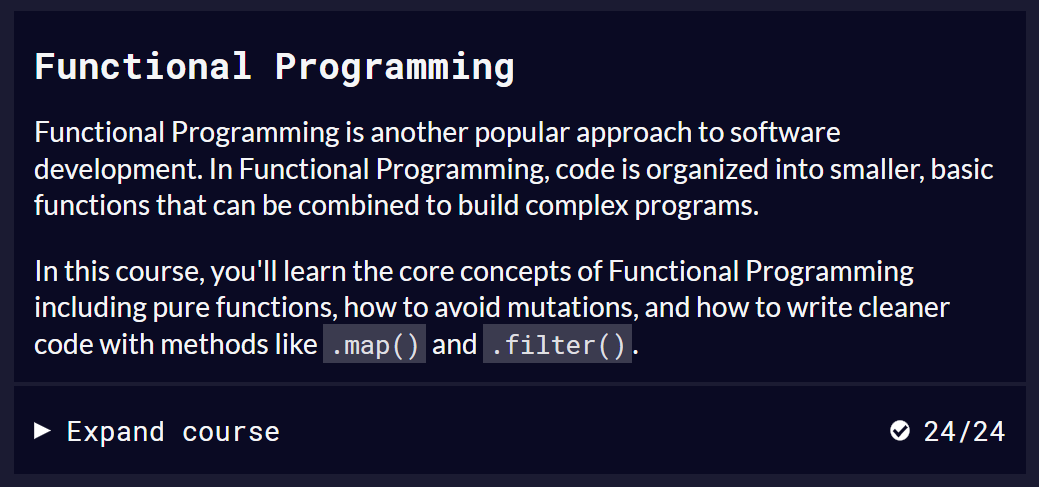 Functional Programming
Functional Programming is another popular approach to software
development. In Functional Programming, code is organized into smaller, basic
functions that can be combined to build complex programs.
In this course, you'll learn the core concepts of Functional Programming
including pure functions, how to avoid mutations, and how to write cleaner
code with methods like .map() and .filter().
Expand course 24/24